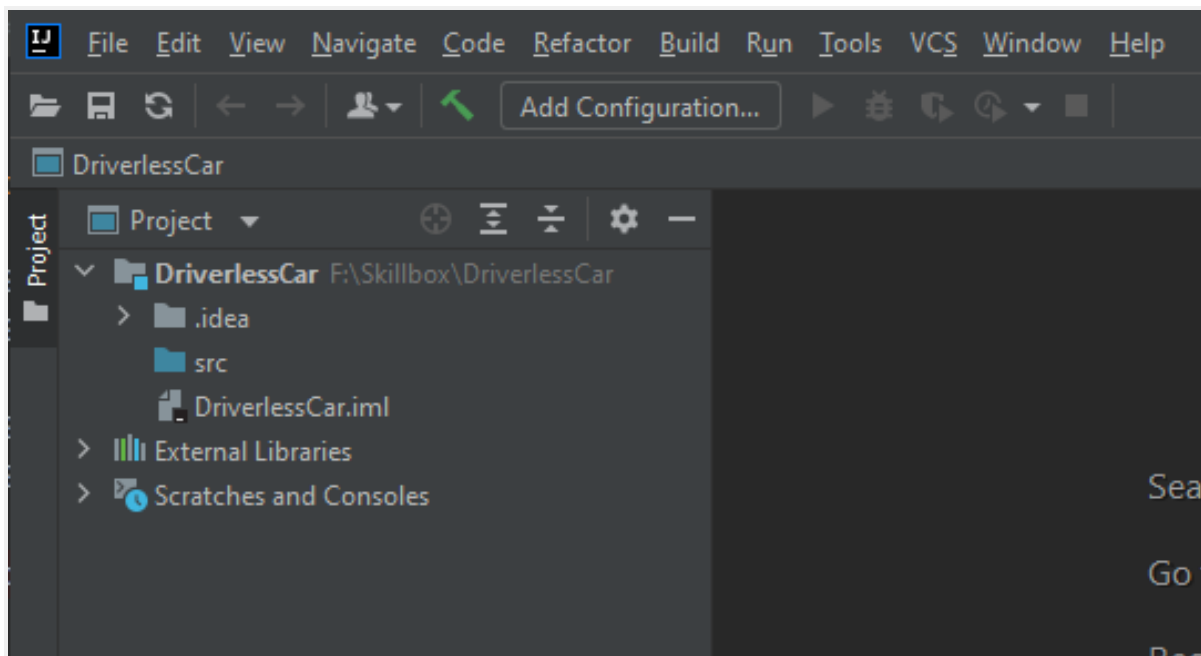 IJ File Edit View Navigate Code Refactor Build Run Tools VCS Window Help
Add Configuration...
DriverlessCar
Project
Project
DriverlessCar F:\Skillbox\DriverlessCar
.idea
src
DriverlessCar.iml
External Libraries
Scratches and Consoles
Sea
Go